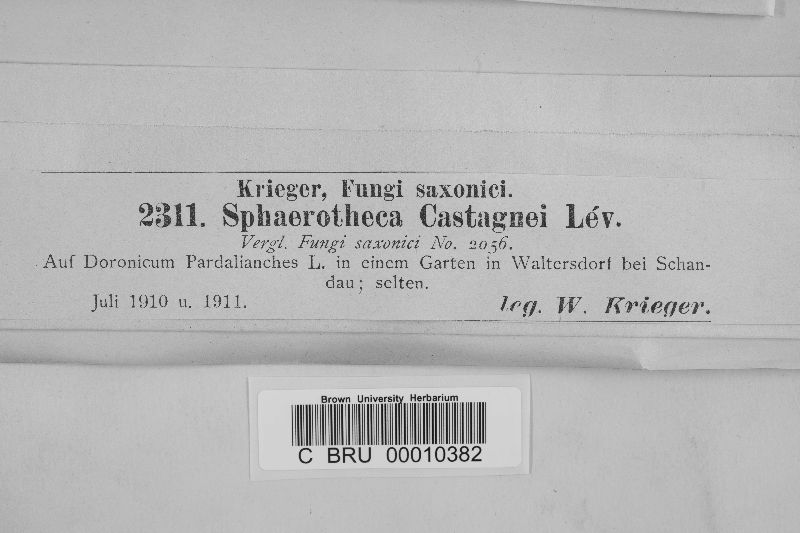 Krieger, Fungi saxonici.
2311. Sphaerotheca Castagnei Lév.
Vergl. Fungi saxonici No. 2056.
Auf Doronicum Pardalianches L. in einem Garten in Waltersdorf bei Schan-
dau; selten.
Juli 1910 u. 1911. leg. W. Krieger.
Brown University Herbarium
C BRU 00010382